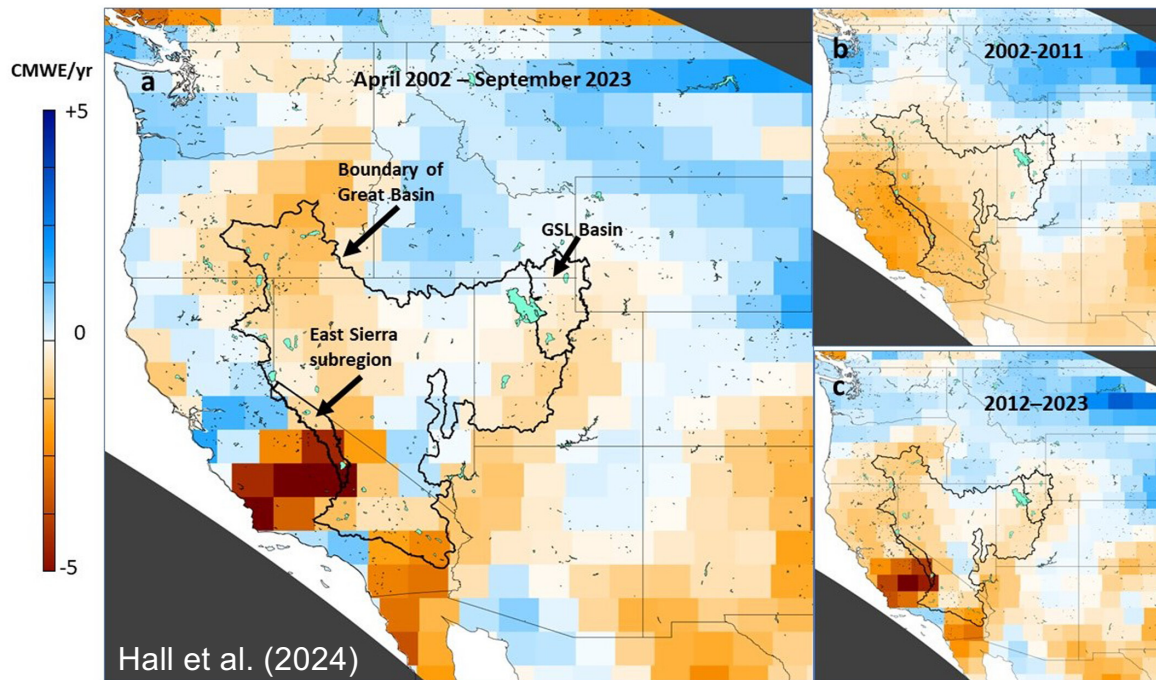 CMWE/yr
+5
0
-5
a
April 2002 – September 2023
Boundary of
Great Basin
GSL Basin
East Sierra
subregion
Hall et al. (2024)
b
2002-2011
c
2012–2023